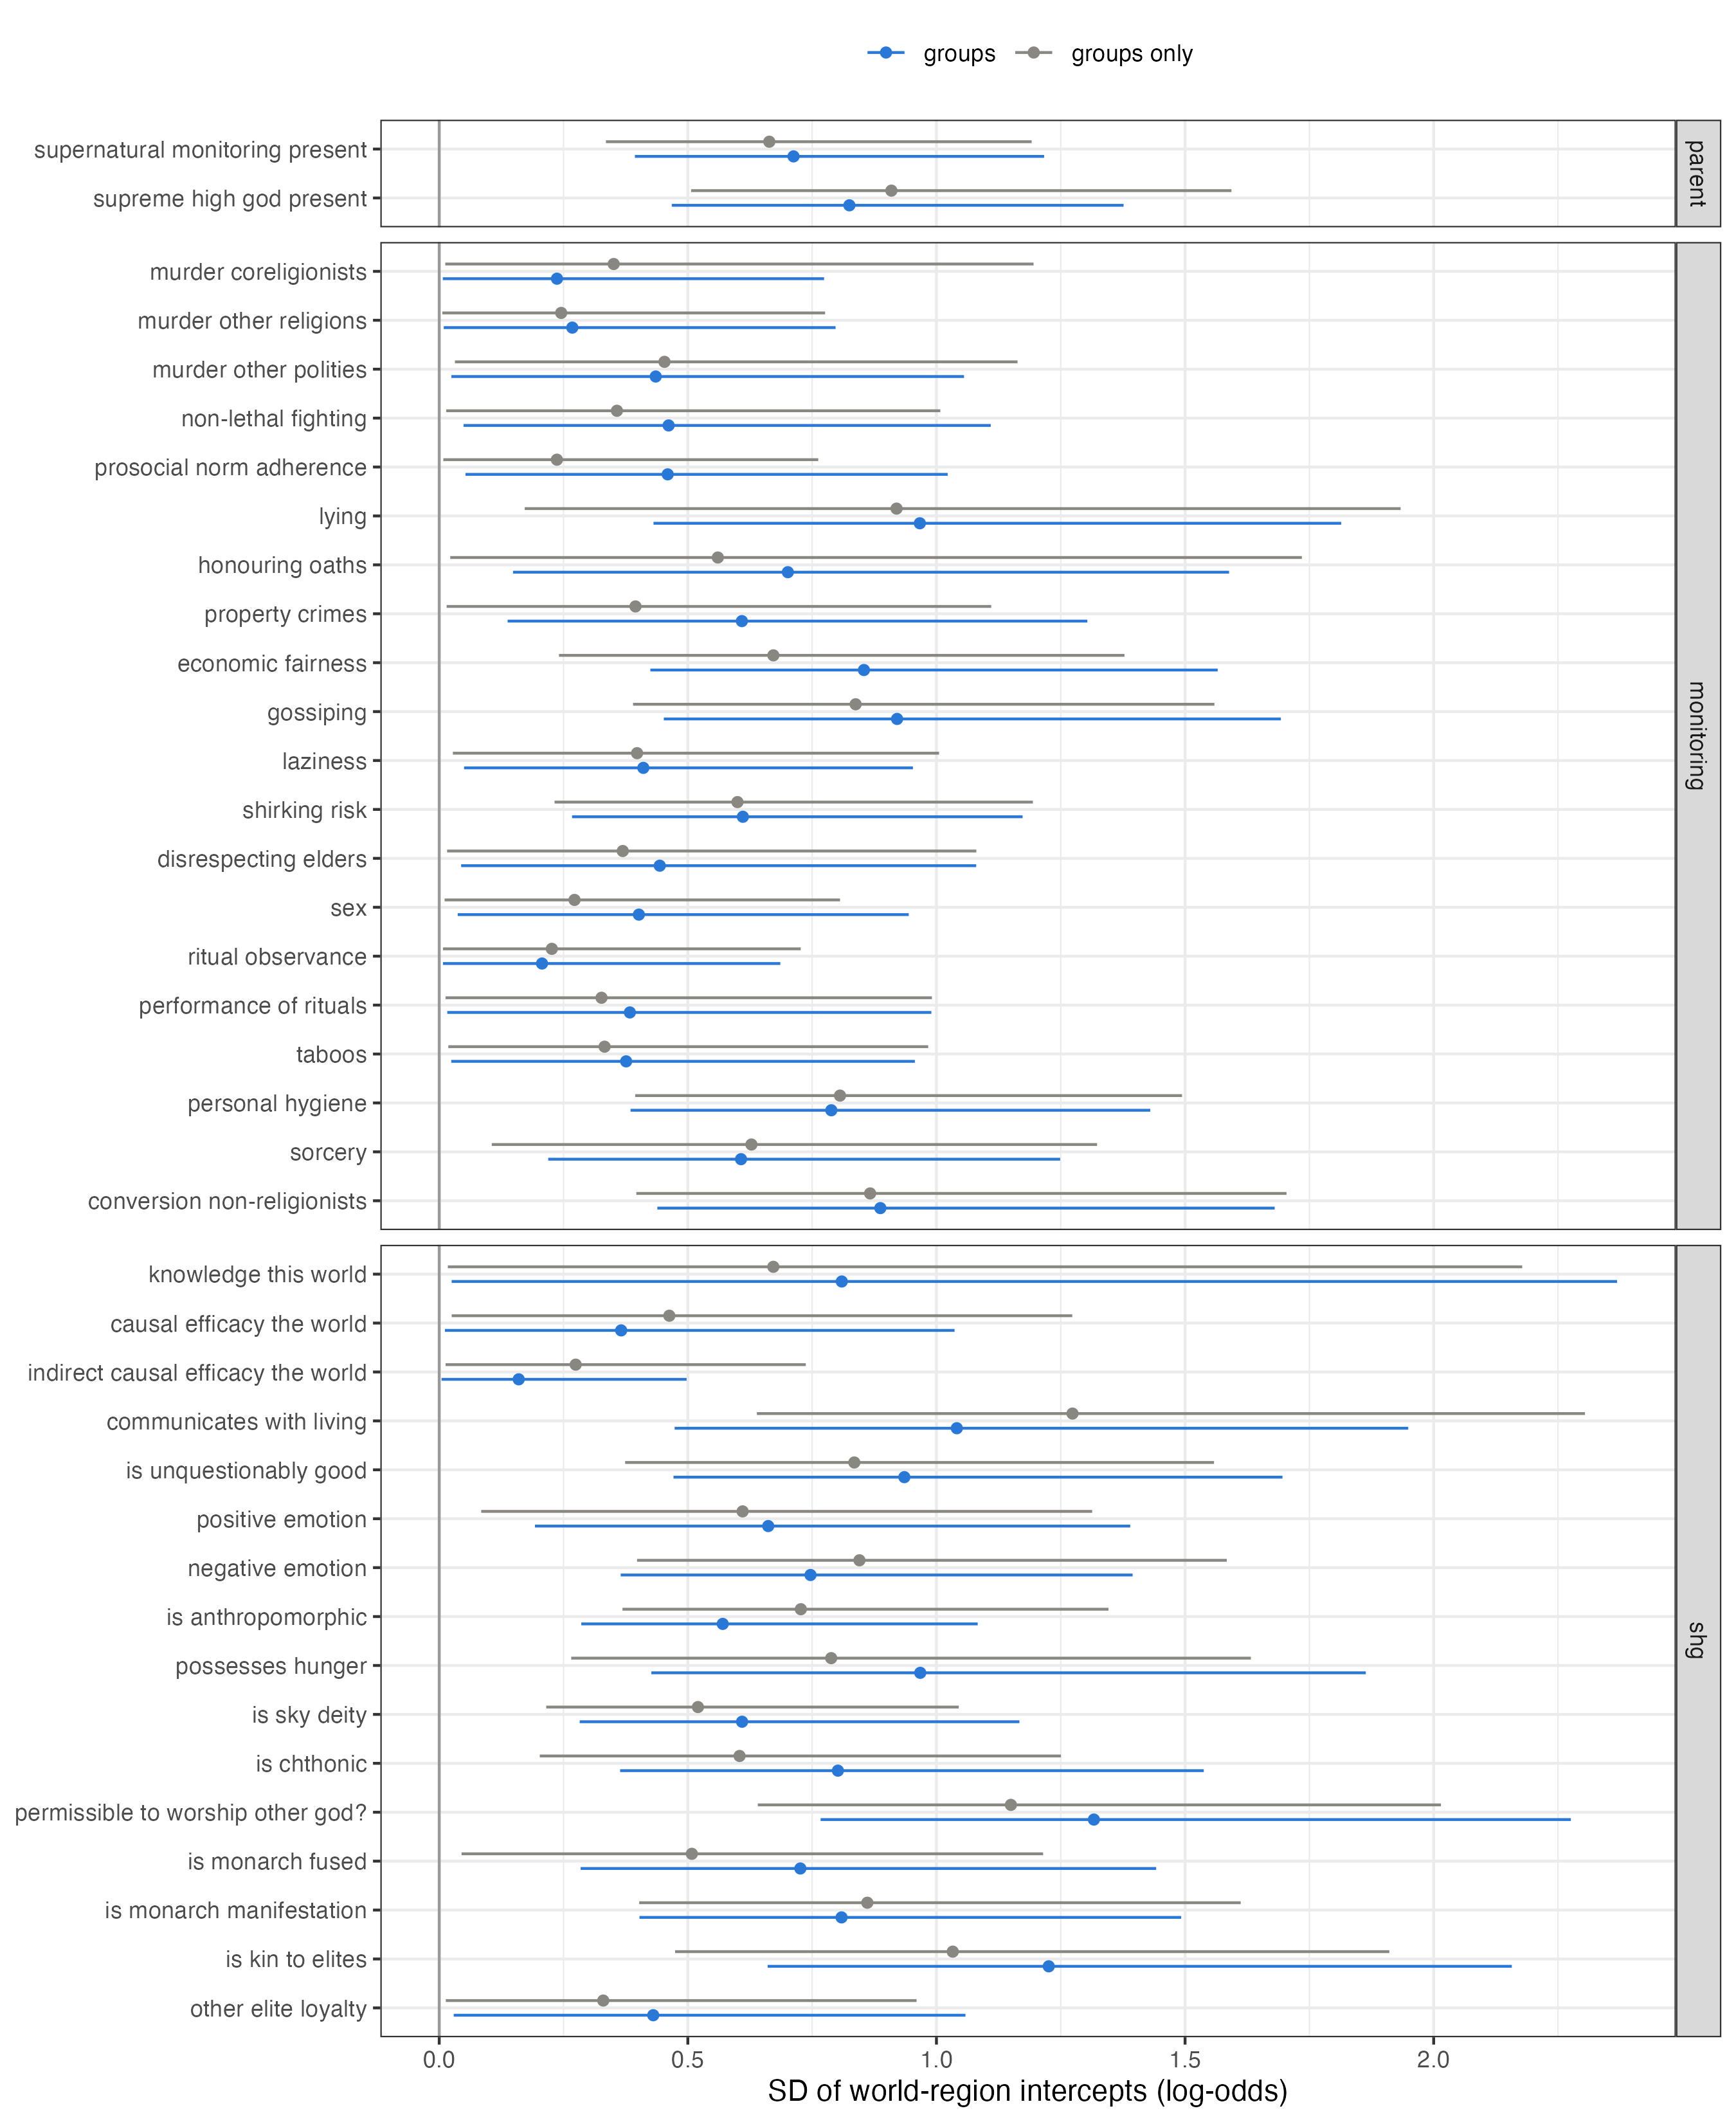 groups groups only
parent
supernatural monitoring present
supreme high god present
monitoring
murder coreligionists
murder other religions
murder other polities
non-lethal fighting
prosocial norm adherence
lying
honouring oaths
property crimes
economic fairness
gossiping
laziness
shirking risk
disrespecting elders
sex
ritual observance
performance of rituals
taboos
personal hygiene
sorcery
conversion non-religionists
shg
knowledge this world
causal efficacy the world
indirect causal efficacy the world
communicates with living
is unquestionably good
positive emotion
negative emotion
is anthropomorphic
possesses hunger
is sky deity
is chthonic
permissible to worship other god?
is monarch fused
is monarch manifestation
is kin to elites
other elite loyalty
0.0 0.5 1.0 1.5 2.0
SD of world-region intercepts (log-odds)